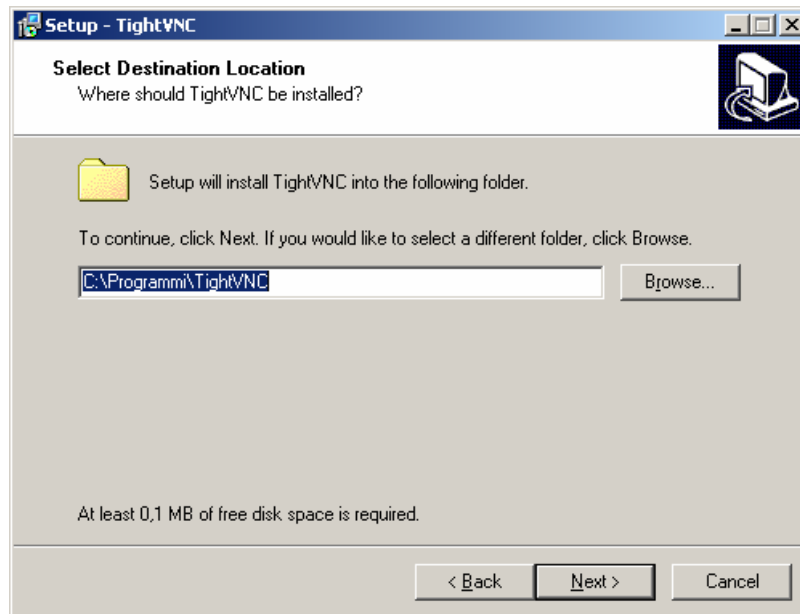 Setup - TightVNC
Select Destination Location
Where should TightVNC be installed?
Setup will install TightVNC into the following folder.
To continue, click Next. If you would like to select a different folder, click Browse.
C:\Programmi\TightVNC
Browse...
At least 0,1 MB of free disk space is required.
< Back
Next >
Cancel